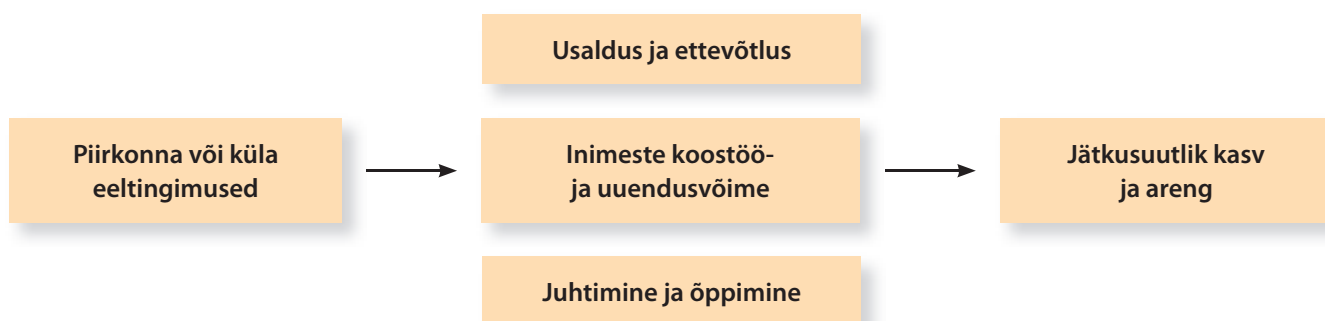 Usaldus ja ettevõtlus
Piirkonna või küla
eeltingimused
Inimeste koostöö-
ja uuendusvõime
Jätkusuutlik kasv
ja areng
Juhtimine ja õppimine